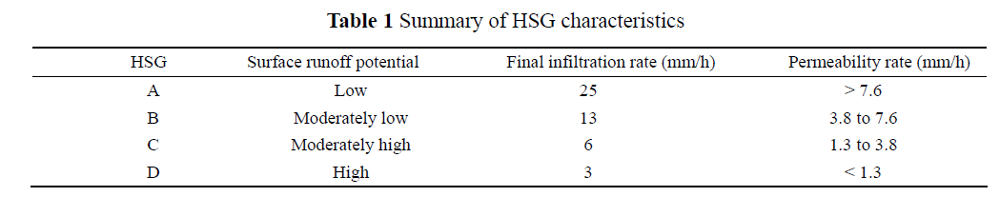 Table 1 Summary of HSG characteristics
HSG Surface runoff potential Final infiltration rate (mm/h) Permeability rate (mm/h)
A Low 25 > 7.6
B Moderately low 13 3.8 to 7.6
C Moderately high 6 1.3 to 3.8
D High 3 < 1.3